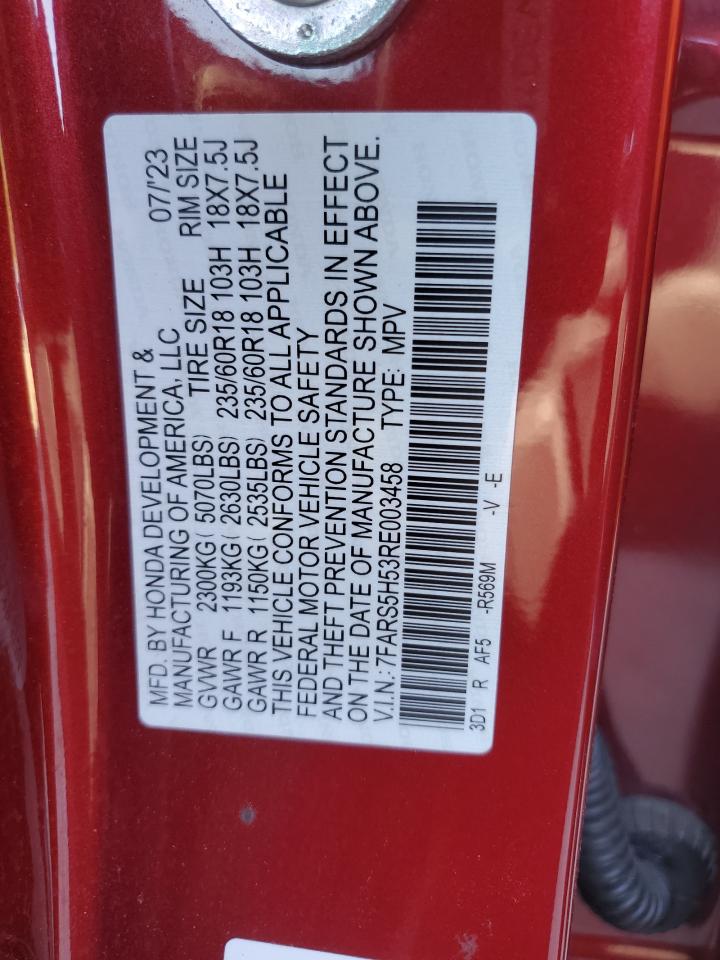 MFD. BY HONDA DEVELOPMENT &
MANUFACTURING OF AMERICA, LLC 07/'23
GVWR 2300KG( 5070LBS) TIRE SIZE RIM SIZE
GAWR F 1193KG( 2630LBS) 235/60R18 103H 18X7.5J
GAWR R 1150KG( 2535LBS) 235/60R18 103H 18X7.5J
THIS VEHICLE CONFORMS TO ALL APPLICABLE
FEDERAL MOTOR VEHICLE SAFETY
AND THEFT PREVENTION STANDARDS IN EFFECT
ON THE DATE OF MANUFACTURE SHOWN ABOVE.
V.I.N.: 7FARS5H53RE003458 TYPE: MPV
3D1 R AF5 -R569M -V -E